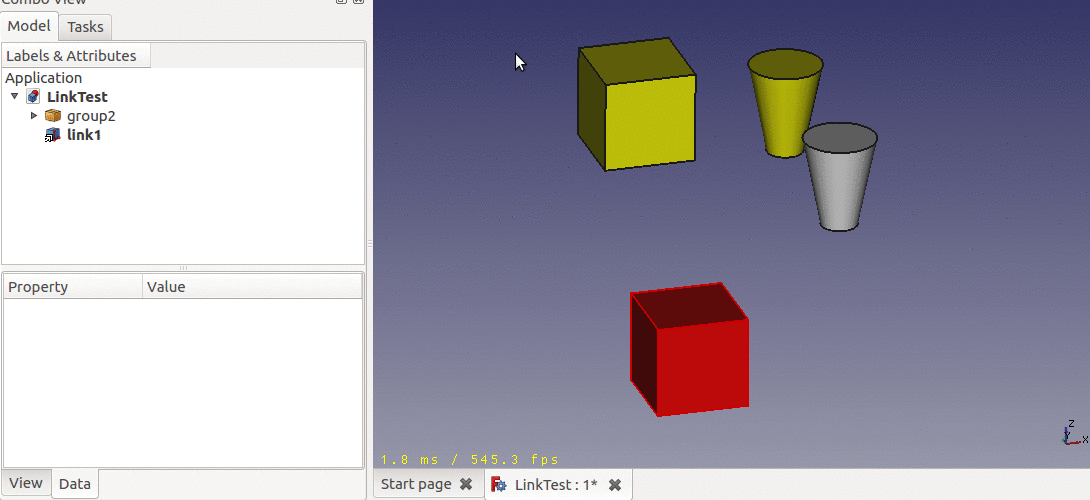 Combo View
Model
Tasks
Labels & Attributes
Application
LinkTest
group2
link1
Property
Value
View
Data
1.8 ms / 545.3 fps
Start page
LinkTest : 1*
Z
Y
X